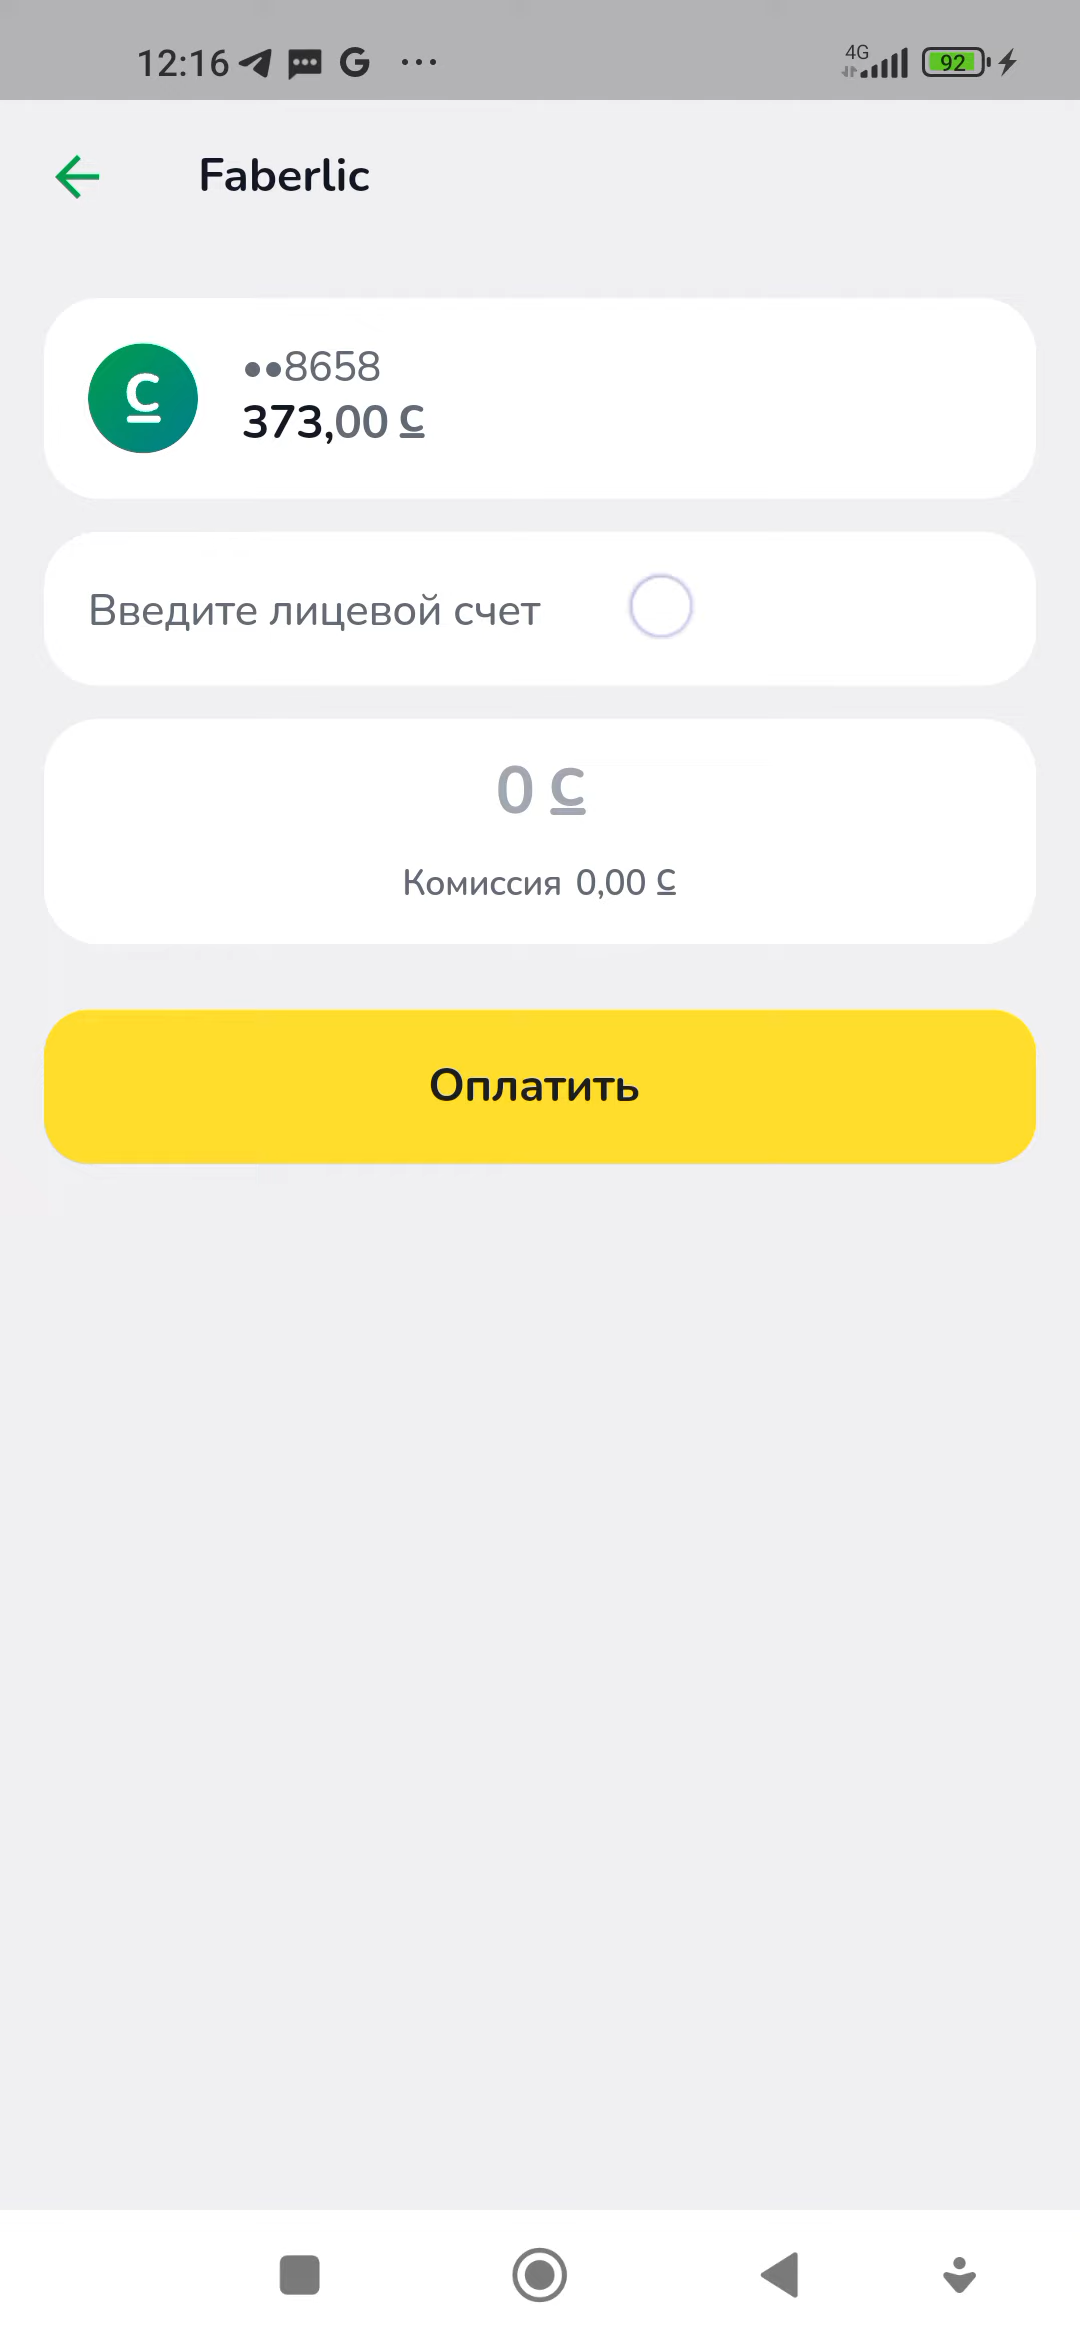 12:16
4G
92
Faberlic
••8658
373,00 С
Введите лицевой счет
0 С
Комиссия 0,00 С
Оплатить